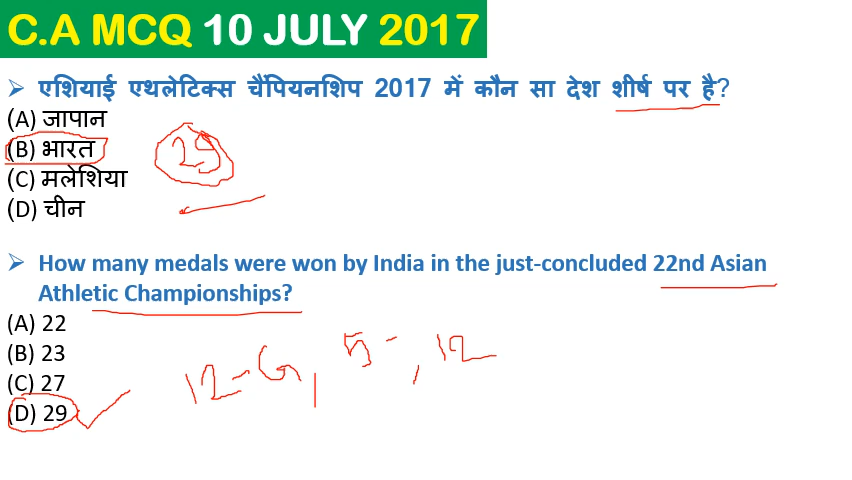 C.A MCQ 10 JULY 2017
➢ एशियाई एथलेटिक्स चैंपियनशिप 2017 में कौन सा देश शीर्ष पर है?
(A) जापान
(B) भारत
29
(C) मलेशिया
(D) चीन
➢ How many medals were won by India in the just-concluded 22nd Asian
Athletic Championships?
(A) 22
(B) 23
12-G, 5-, 12
(C) 27
(D) 29